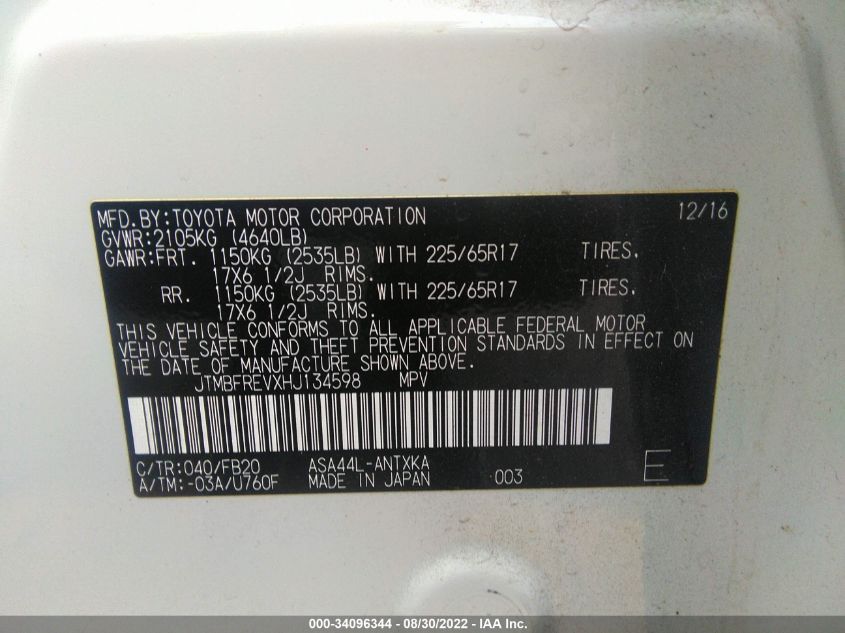 MFD.BY:TOYOTA MOTOR CORPORATION 12/16
GVWR:2105KG (4640LB)
GAWR:FRT. 1150KG (2535LB) WITH 225/65R17 TIRES.
17X6 1/2J RIMS.
RR. 1150KG (2535LB) WITH 225/65R17 TIRES.
17X6 1/2J RIMS.
THIS VEHICLE CONFORMS TO ALL APPLICABLE FEDERAL MOTOR
VEHICLE SAFETY AND THEFT PREVENTION STANDARDS IN EFFECT ON
THE DATE OF MANUFACTURE SHOWN ABOVE.
JTMBFREVXHJ134598 MPV
C/TR:040/FB20 ASA44L-ANTXKA
A/TM:-03A/U760F MADE IN JAPAN 003 E
000-34096344 - 08/30/2022 - IAA Inc.